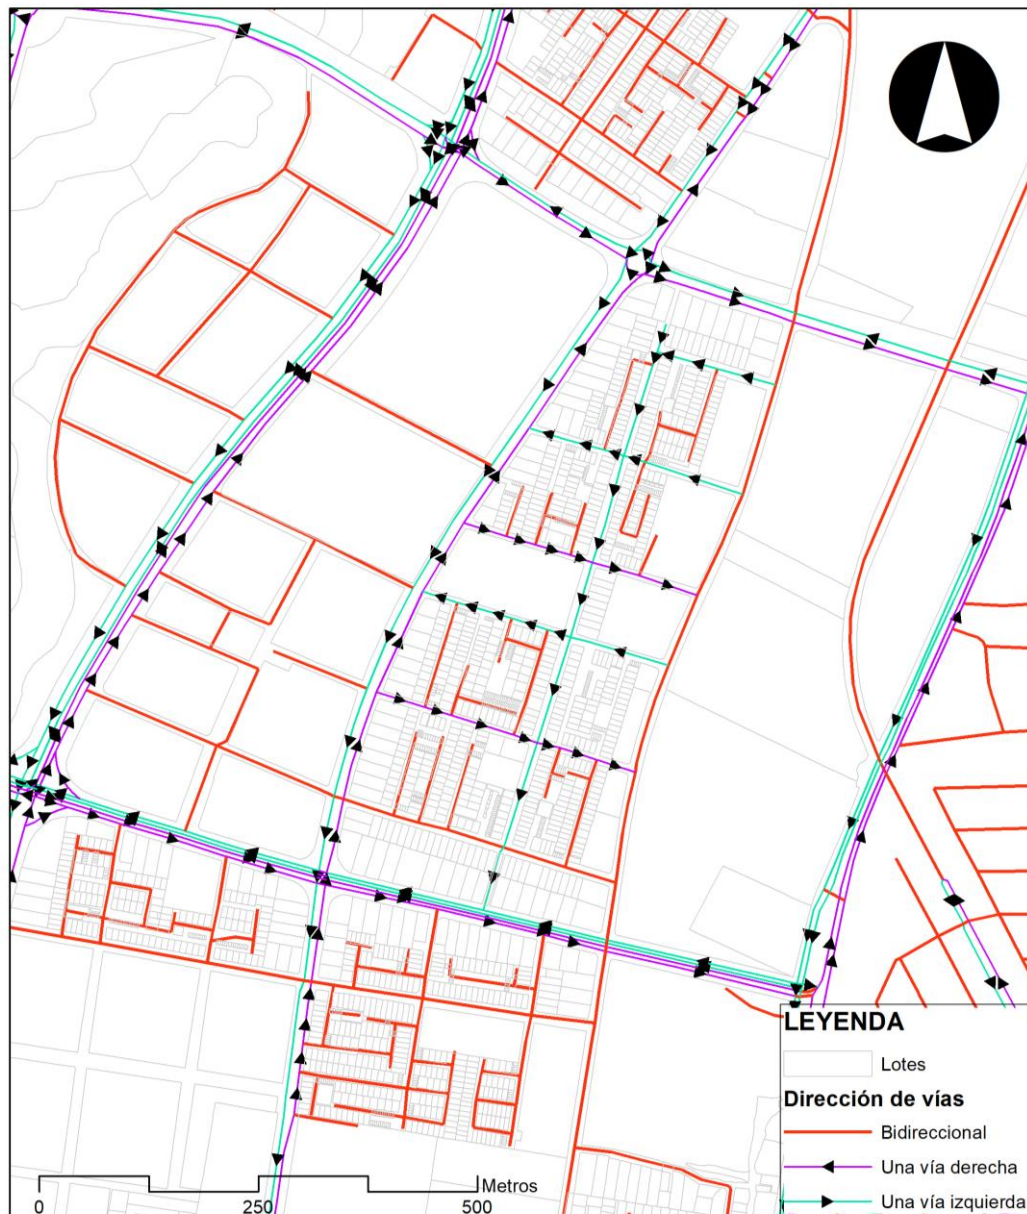 LEYENDA
Lotes
Dirección de vías
Bidireccional
Una vía derecha
Una vía izquierda
Metros
0 250 500